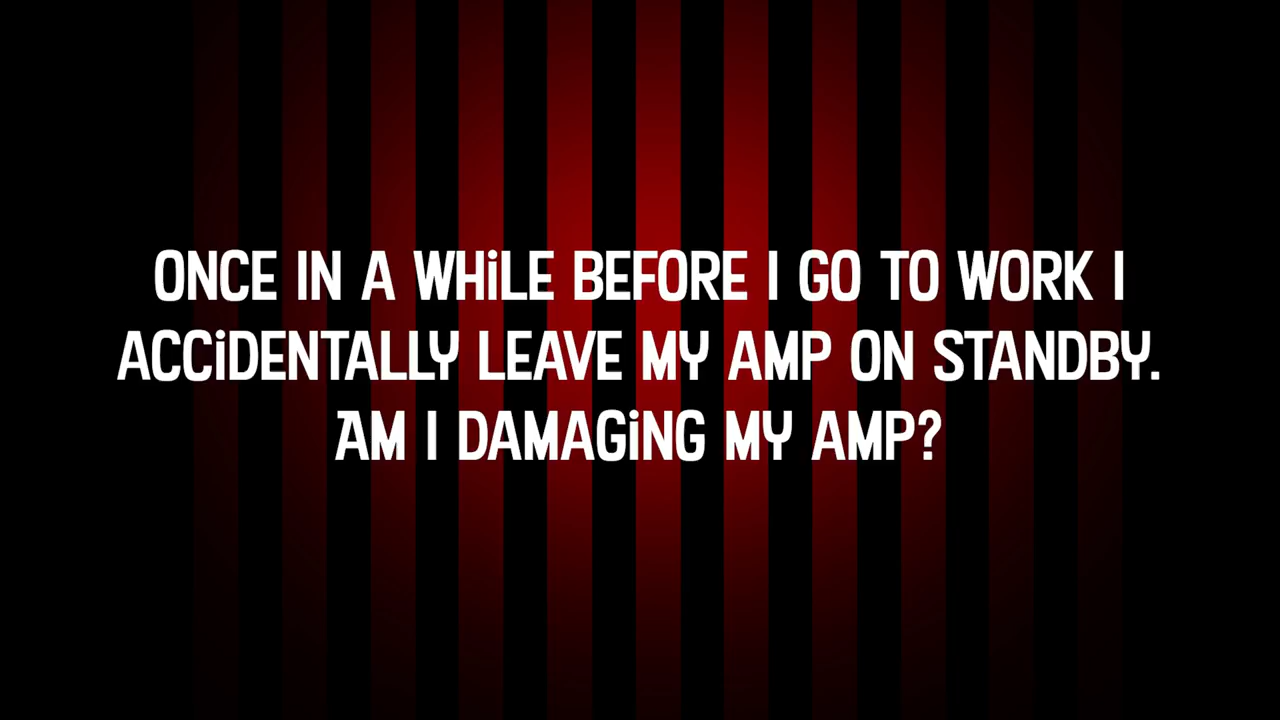 ONCE IN A WHiLE BEFORE I GO TO WORK I
ACCiDENTALLY LEAVE MY AMP ON STANDBY.
AM I DAMAGiNG MY AMP?